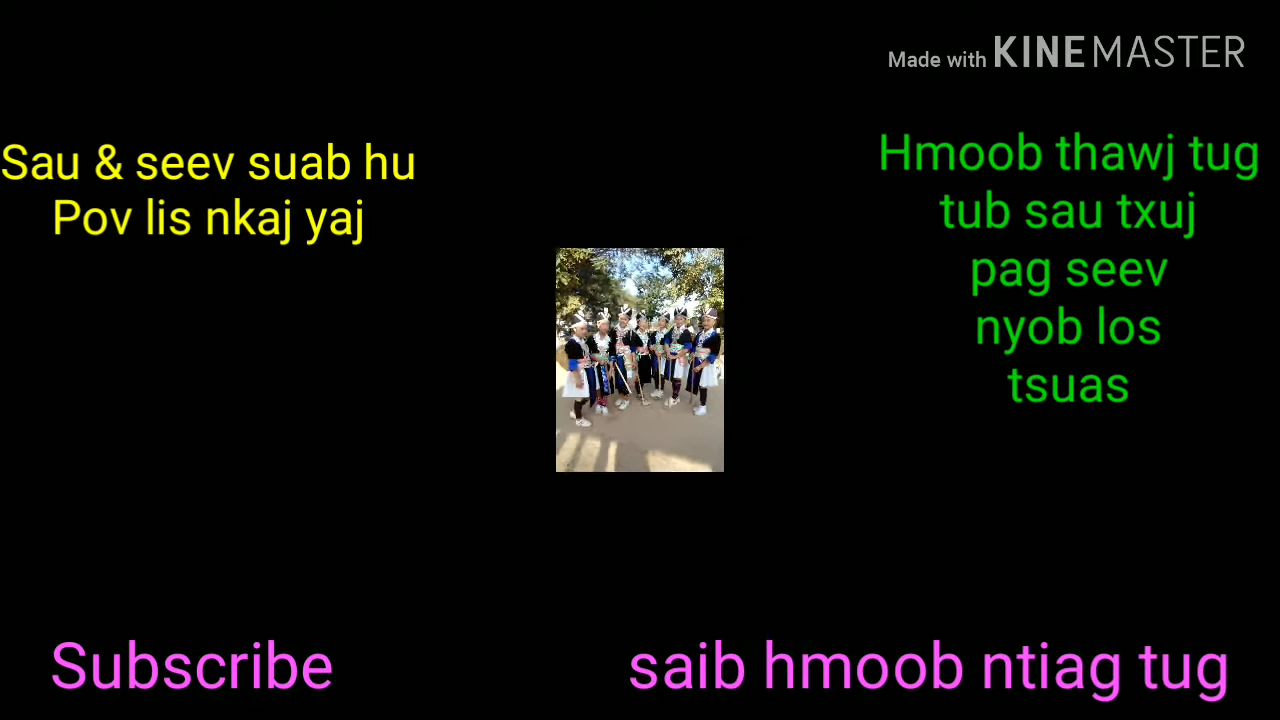 Made with KINEMASTER
Sau & seev suab hu
Pov lis nkaj yaj
Hmoob thawj tug
tub sau txuj
pag seev
nyob los
tsuas
Subscribe
saib hmoob ntiag tug